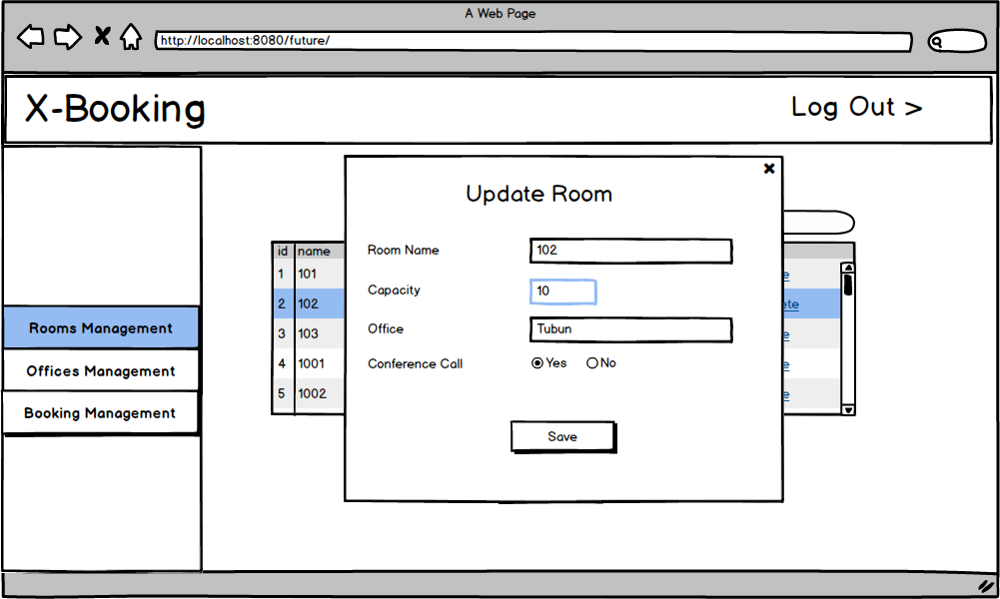 A Web Page
http://localhost:8080/future/
X-Booking
Log Out >
Rooms Management
Offices Management
Booking Management
id name
1 101
2 102
3 103
4 1001
5 1002
Update Room
Room Name 102
Capacity 10
Office Tubun
Conference Call Yes No
Save